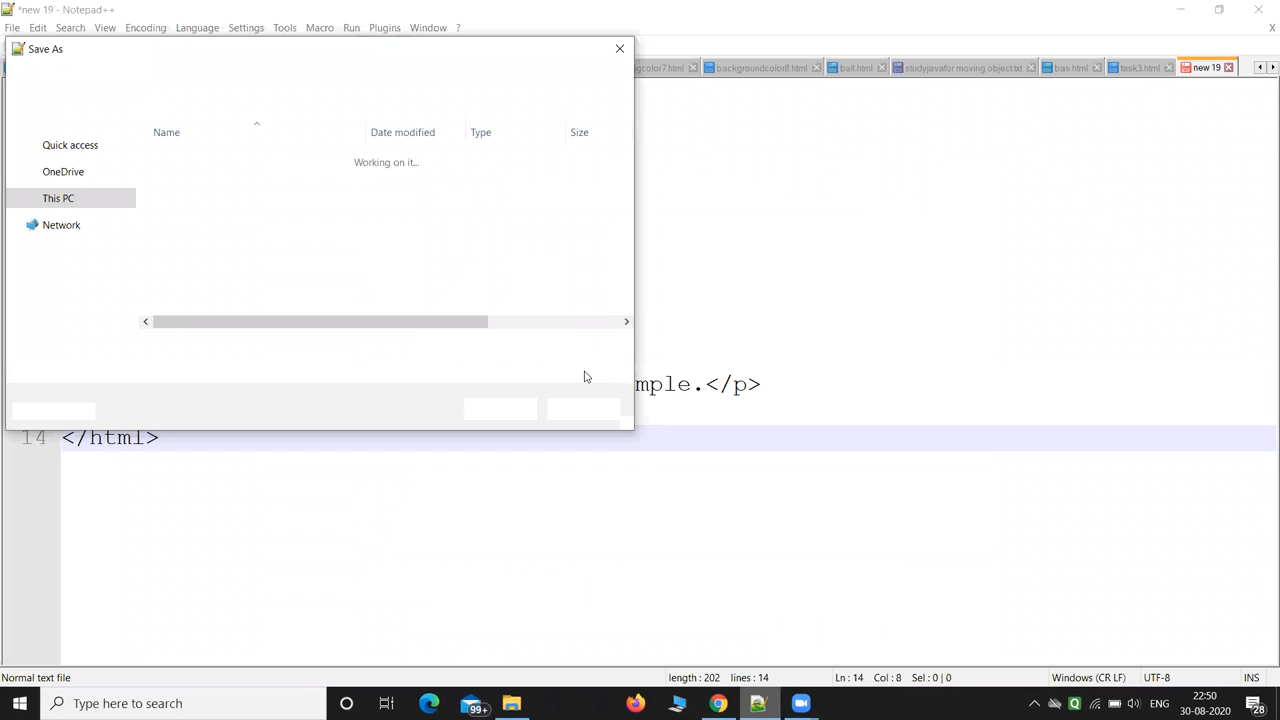 *new 19 - Notepad++
File Edit Search View Encoding Language Settings Tools Macro Run Plugins Window ?
X
Save As
gcolor7.html backgroundcolor8.html ball.html studyjavafor moving object.txt bas.html task3.html new 19
Name Date modified Type Size
Working on it...
Quick access
OneDrive
This PC
Network
mple.</p>
14 </html>
Normal text file length : 202 lines : 14 Ln : 14 Col : 8 Sel : 0 | 0 Windows (CR LF) UTF-8 INS
Type here to search
99+
ENG
22:50
30-08-2020
28